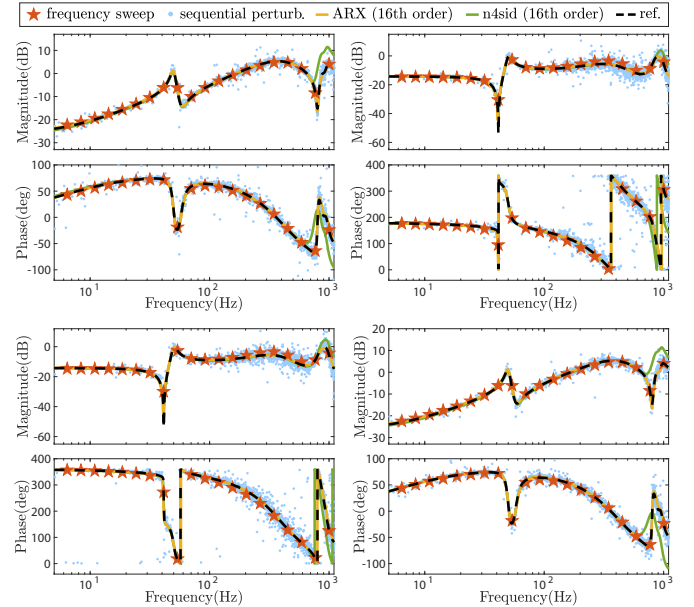 frequency sweep sequential perturb. ARX (16th order) n4sid (16th order) ref.
Magnitude(dB)
10
0
-10
-20
-30
Magnitude(dB)
0
-20
-40
-60
Phase(deg)
100
50
0
-50
-100
10^1 10^2 10^3
Frequency(Hz)
Phase(deg)
400
300
200
100
0
10^1 10^2 10^3
Frequency(Hz)
Magnitude(dB)
0
-20
-40
-60
Magnitude(dB)
20
10
0
-10
-20
-30
Phase(deg)
400
300
200
100
0
10^1 10^2 10^3
Frequency(Hz)
Phase(deg)
100
50
0
-50
-100
10^1 10^2 10^3
Frequency(Hz)